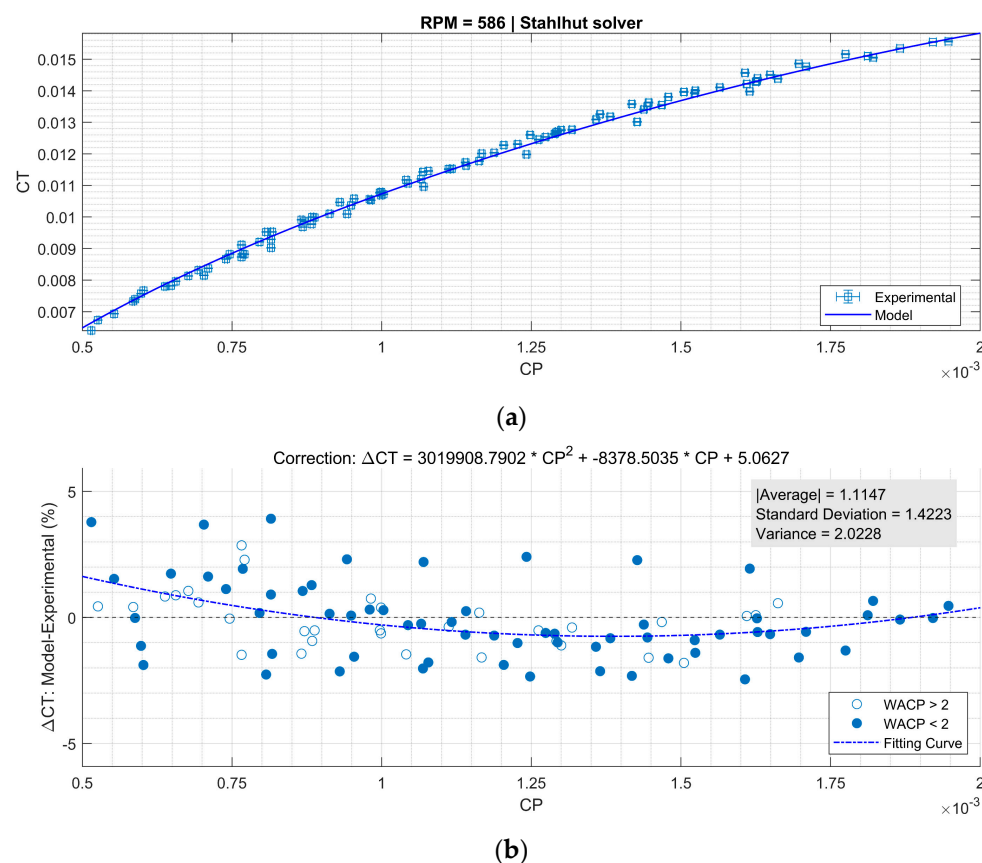 RPM = 586 | Stahlhut solver
CT
0.015
0.014
0.013
0.012
0.011
0.01
0.009
0.008
0.007
Experimental
Model
0.5 0.75 1 1.25 1.5 1.75 2
CP
×10⁻³
(a)
Correction: ΔCT = 3019908.7902 * CP² + -8378.5035 * CP + 5.0627
ΔCT: Model-Experimental (%)
5
0
-5
|Average| = 1.1147
Standard Deviation = 1.4223
Variance = 2.0228
WACP > 2
WACP < 2
Fitting Curve
0.5 0.75 1 1.25 1.5 1.75 2
CP
×10⁻³
(b)